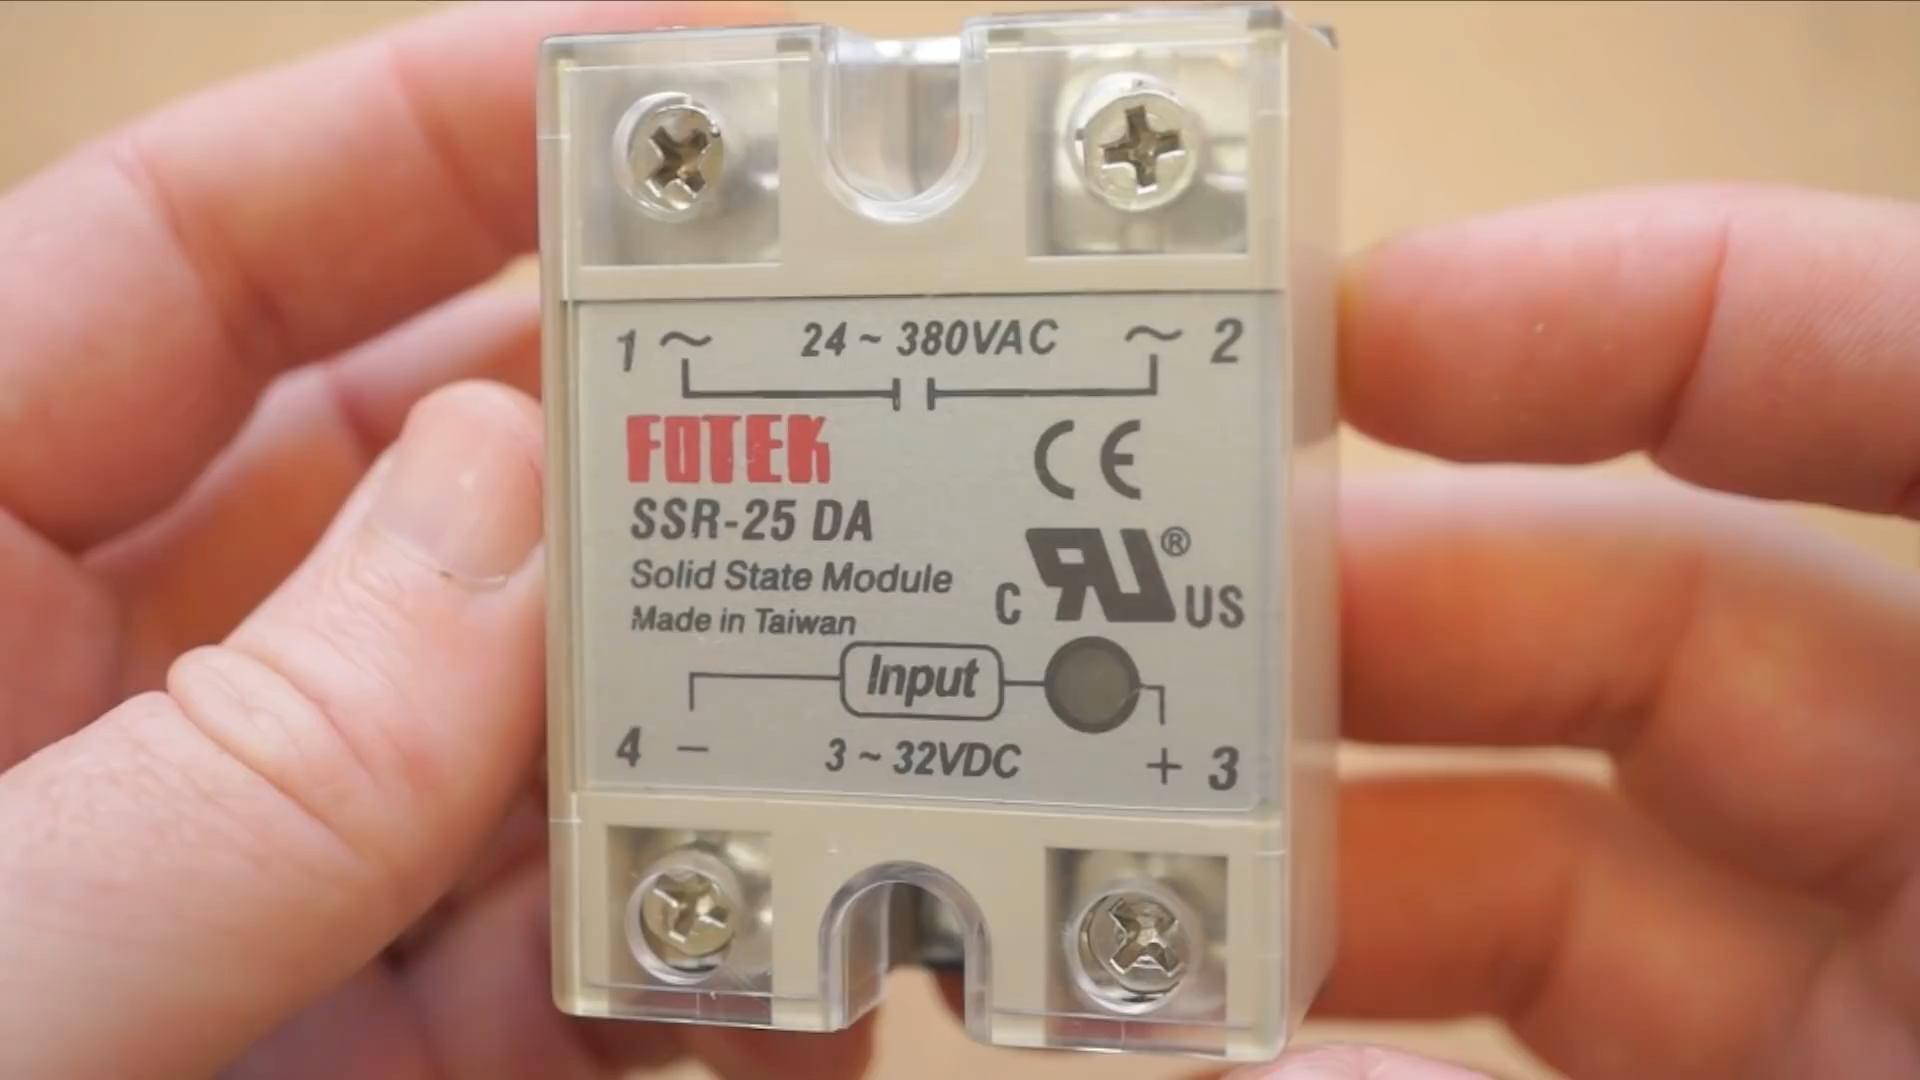 1 ~ 24 ~ 380VAC ~ 2
FOTEK
CE
SSR-25 DA
Solid State Module
Made in Taiwan
C RU® US
Input
4 − 3 ~ 32VDC + 3